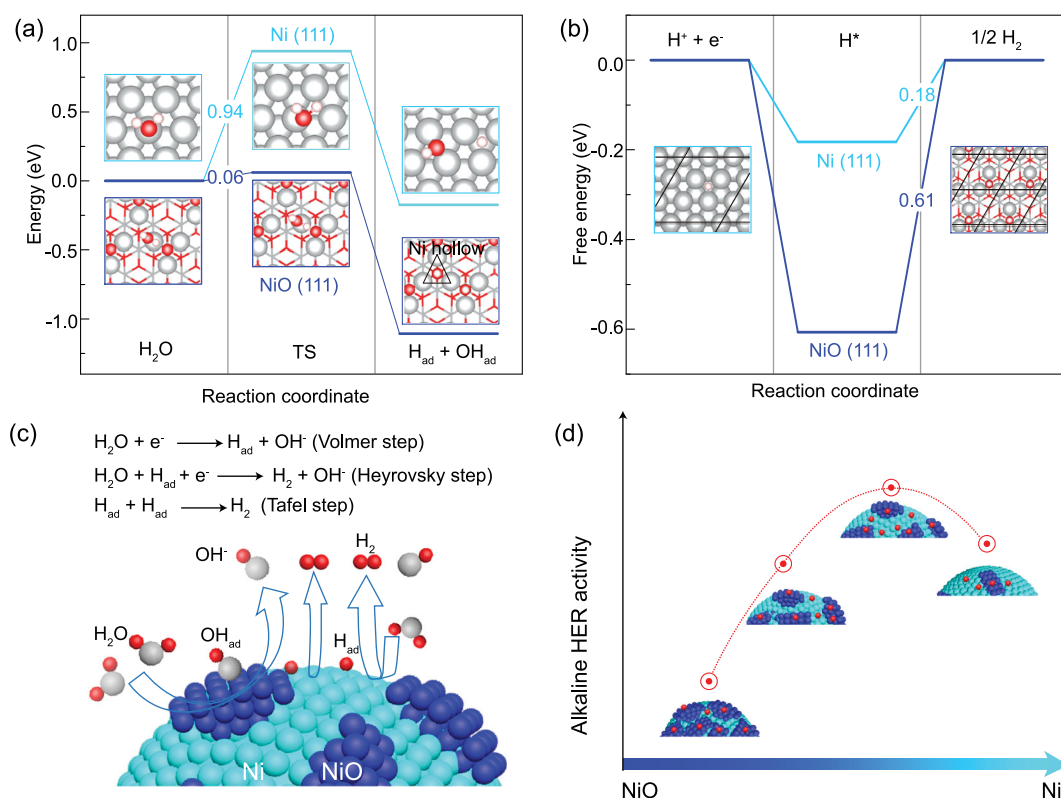 (a)
Energy (eV)
1.0
0.5
0.0
−0.5
-1.0
Ni (111)
0.94
0.06
NiO (111)
Ni hollow
H₂O
TS
Hₐd + OHₐd
Reaction coordinate
(b)
Free energy (eV)
0.0
−0.2
−0.4
−0.6
H⁺ + e⁻
H*
1/2 H₂
0.18
Ni (111)
0.61
NiO (111)
Reaction coordinate
(c)
H₂O + e⁻ ⟶ Hₐd + OH⁻ (Volmer step)
H₂O + Hₐd + e⁻ ⟶ H₂ + OH⁻ (Heyrovsky step)
Hₐd + Hₐd ⟶ H₂ (Tafel step)
OH⁻
H₂
H₂O
OHₐd
Hₐd
Ni
NiO
(d)
Alkaline HER activity
NiO
Ni